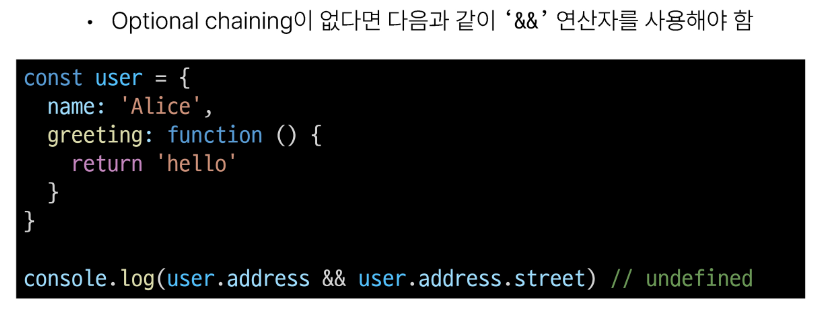 • Optional chaining이 없다면 다음과 같이 ‘&&’ 연산자를 사용해야 함
const user = {
  name: 'Alice',
  greeting: function () {
    return 'hello'
  }
}
console.log(user.address && user.address.street) // undefined